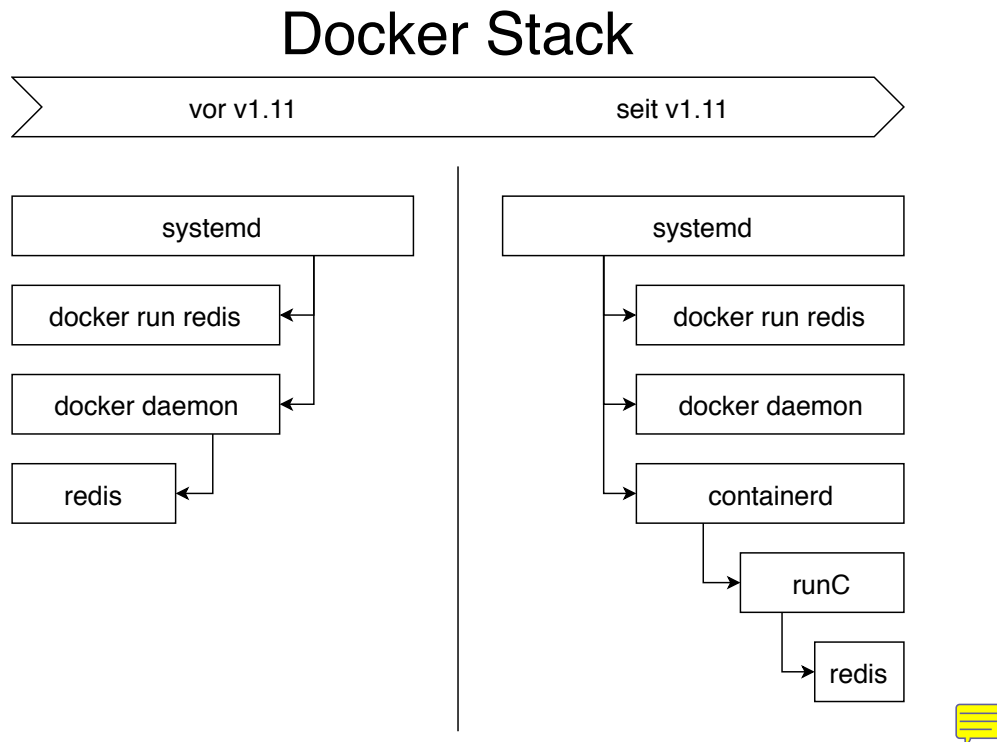 Docker Stack
vor v1.11
seit v1.11
systemd
docker run redis
docker daemon
redis
systemd
docker run redis
docker daemon
containerd
runC
redis